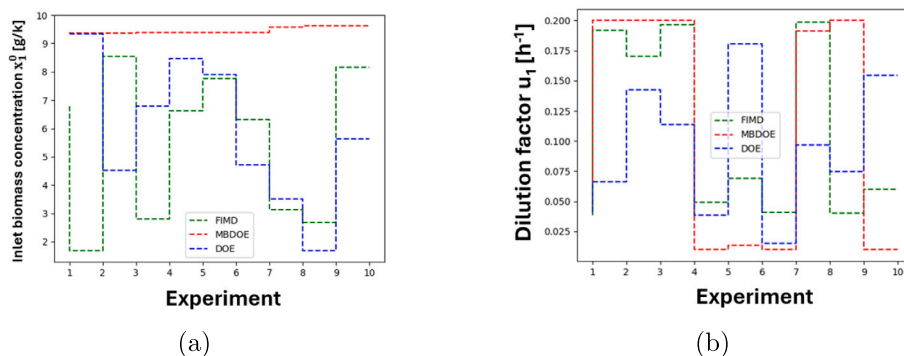 Inlet biomass concentration x₁⁰ [g/k]
10
9
8
7
6
5
4
3
2
FIMD
MBDOE
DOE
1 2 3 4 5 6 7 8 9 10
Experiment
(a)
Dilution factor u₁ [h⁻¹]
0.200
0.175
0.150
0.125
0.100
0.075
0.050
0.025
FIMD
MBDOE
DOE
1 2 3 4 5 6 7 8 9 10
Experiment
(b)